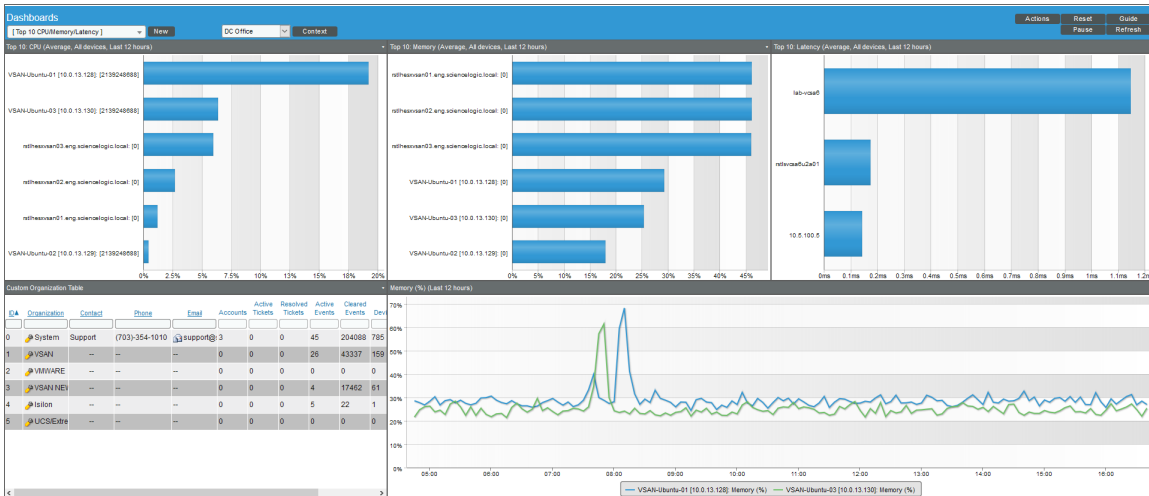 Dashboards
Actions Reset Guide
[ Top 10 CPU/Memory/Latency ] New DC Office Context Pause Refresh
Top 10: CPU (Average, All devices, Last 12 hours)
VSAN-Ubuntu-01 [10.0.13.128]: [2139248688]
VSAN-Ubuntu-03 [10.0.13.130]: [2139248688]
rstlhesxvsan03.eng.sciencelogic.local: [0]
rstlhesxvsan02.eng.sciencelogic.local: [0]
rstlhesxvsan01.eng.sciencelogic.local: [0]
VSAN-Ubuntu-02 [10.0.13.129]: [2139248688]
0% 2.5% 5% 7.5% 10% 13% 15% 18% 20%
Top 10: Memory (Average, All devices, Last 12 hours)
rstlhesxvsan01.eng.sciencelogic.local: [0]
rstlhesxvsan02.eng.sciencelogic.local: [0]
rstlhesxvsan03.eng.sciencelogic.local: [0]
VSAN-Ubuntu-01 [10.0.13.128]: [0]
VSAN-Ubuntu-03 [10.0.13.130]: [0]
VSAN-Ubuntu-02 [10.0.13.129]: [0]
0% 5% 10% 15% 20% 25% 30% 35% 40% 45%
Top 10: Latency (Average, All devices, Last 12 hours)
lab-vcsa6
rstlsvcsa6u2a01
10.5.100.5
0ms 0.1ms 0.2ms 0.3ms 0.4ms 0.5ms 0.6ms 0.7ms 0.8ms 0.9ms 1ms 1.1ms 1.2m
Custom Organization Table
ID Organization Contact Phone Email Accounts Active Tickets Resolved Tickets Active Events Cleared Events Devi
0 System Support (703)-354-1010 support@ 3 0 0 45 204088 785
1 VSAN -- -- -- 0 0 0 26 43337 159
2 VMWARE -- -- -- 0 0 0 0 0 0
3 VSAN NEW -- -- -- 0 0 0 4 17462 61
4 Isilon -- -- -- 0 0 0 5 22 1
5 UCS/Extre -- -- -- 0 0 0 0 0 0
Memory (%) (Last 12 hours)
70%
60%
50%
40%
30%
20%
10%
0%
05:00 06:00 07:00 08:00 09:00 10:00 11:00 12:00 13:00 14:00 15:00 16:00
VSAN-Ubuntu-01 [10.0.13.128]: Memory (%) VSAN-Ubuntu-03 [10.0.13.130]: Memory (%)